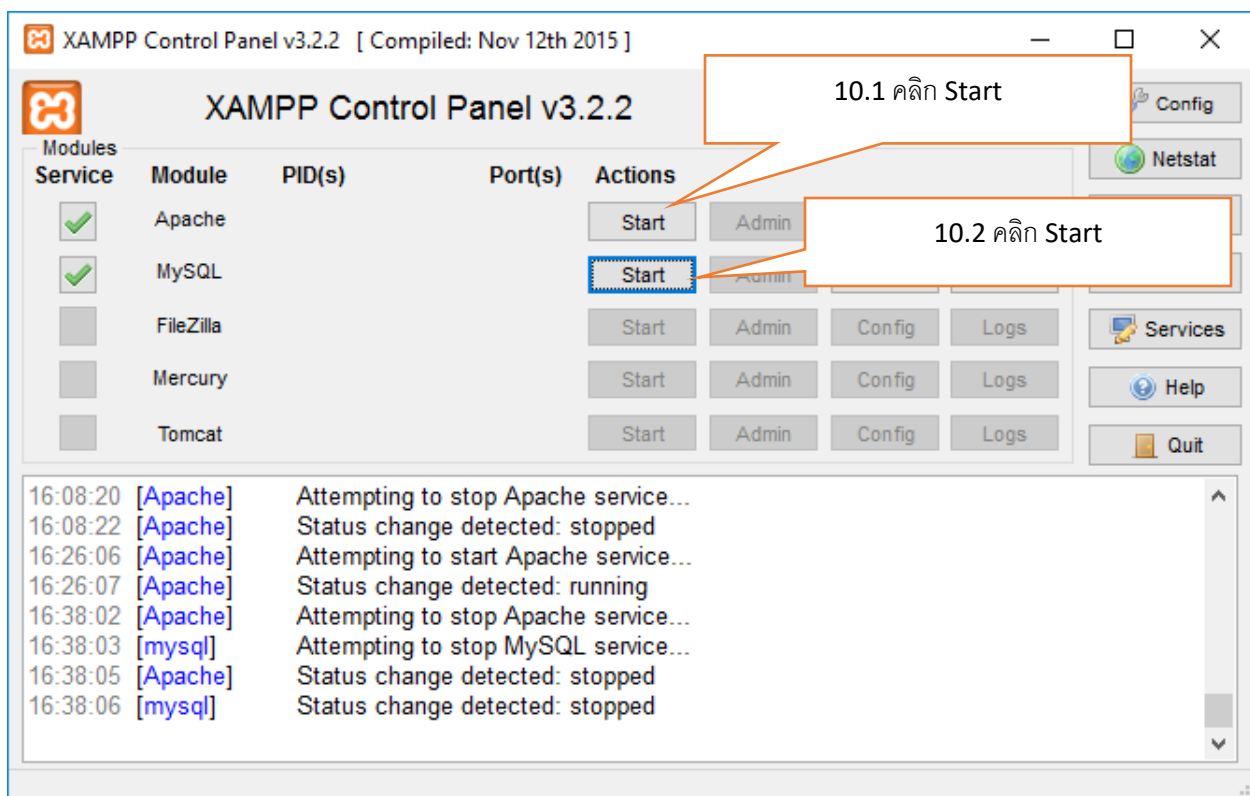 XAMPP Control Panel v3.2.2 [ Compiled: Nov 12th 2015 ]
XAMPP Control Panel v3.2.2
10.1 คลิก Start
Config
Modules
Service Module PID(s) Port(s) Actions
Netstat
Apache Start Admin
10.2 คลิก Start
MySQL Start Admin
FileZilla Start Admin Config Logs
Services
Mercury Start Admin Config Logs
Help
Tomcat Start Admin Config Logs
Quit
16:08:20 [Apache] Attempting to stop Apache service...
16:08:22 [Apache] Status change detected: stopped
16:26:06 [Apache] Attempting to start Apache service...
16:26:07 [Apache] Status change detected: running
16:38:02 [Apache] Attempting to stop Apache service...
16:38:03 [mysql] Attempting to stop MySQL service...
16:38:05 [Apache] Status change detected: stopped
16:38:06 [mysql] Status change detected: stopped